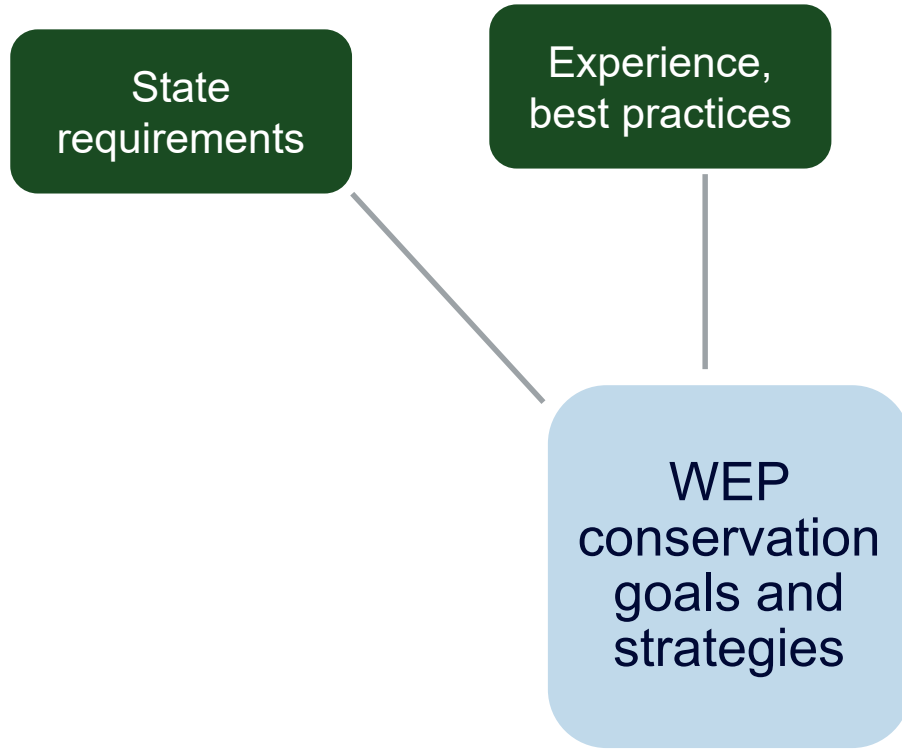 State
requirements
Experience,
best practices
WEP
conservation
goals and
strategies